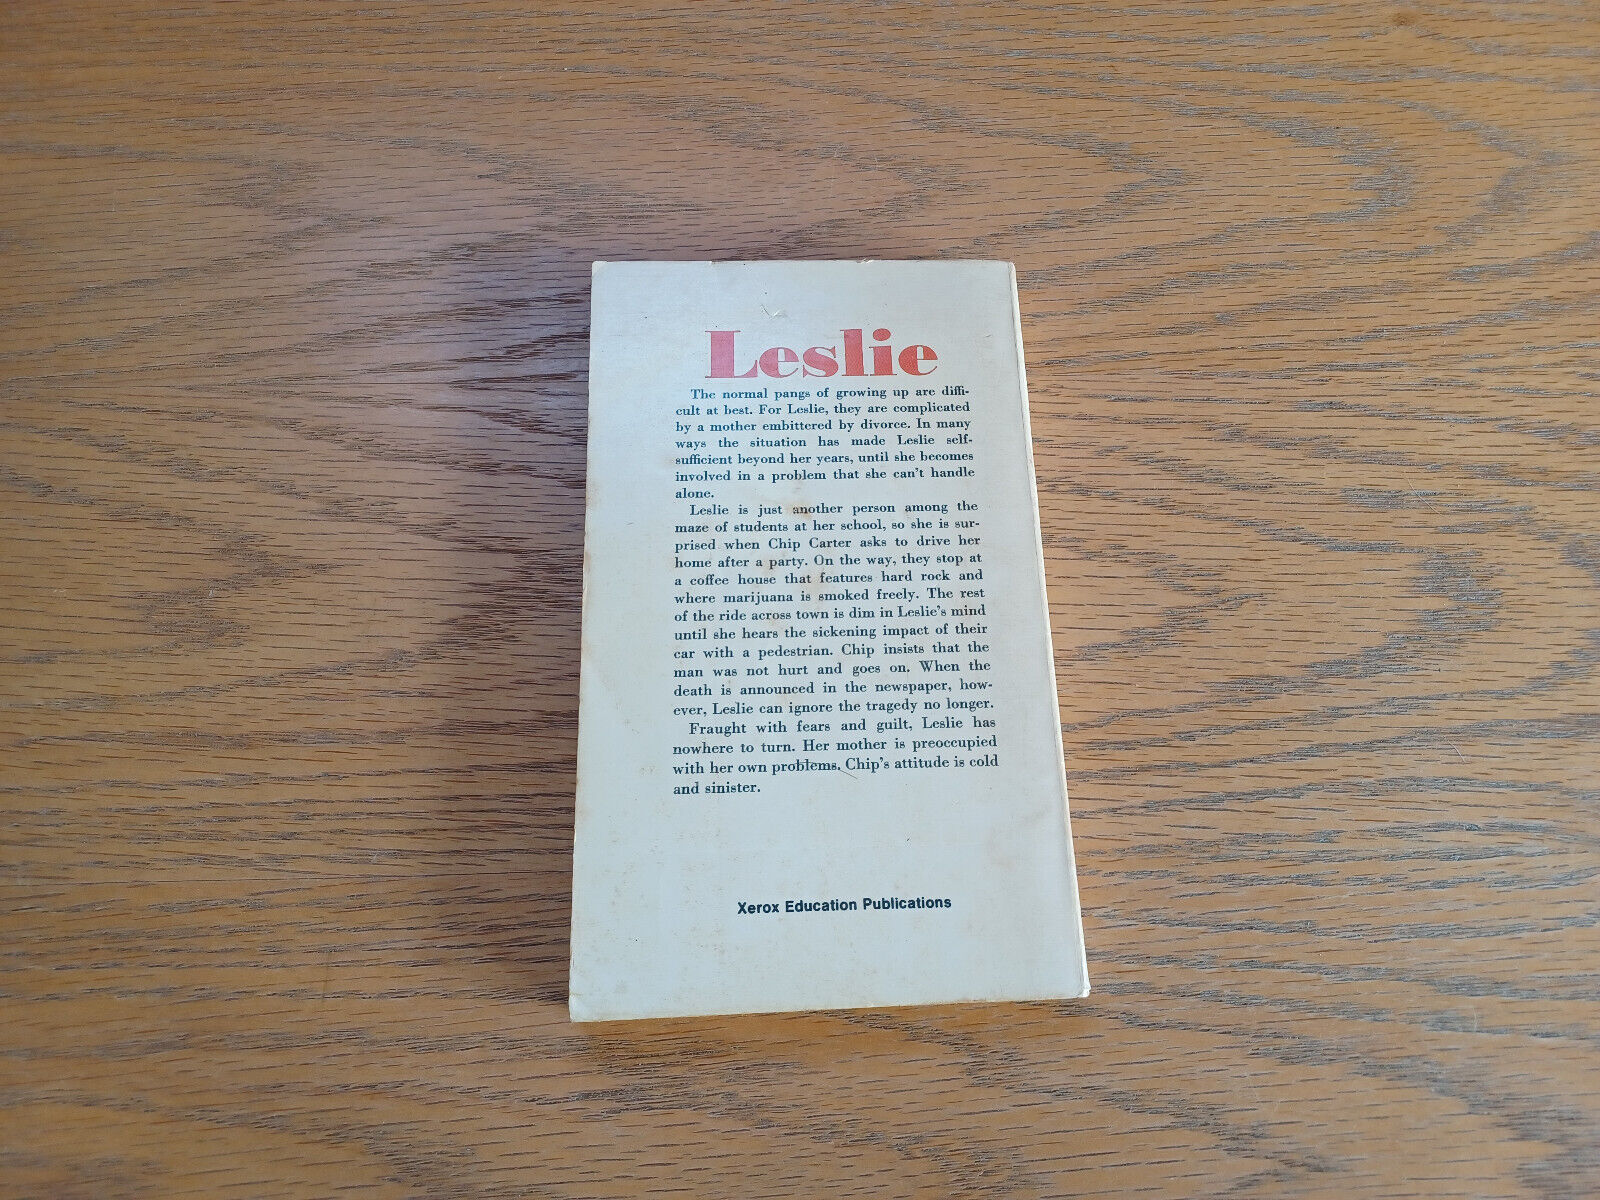 Leslie
The normal pangs of growing up are diffi-
cult at best. For Leslie, they are complicated
by a mother embittered by divorce. In many
ways the situation has made Leslie self-
sufficient beyond her years, until she becomes
involved in a problem that she can't handle
alone.
Leslie is just another person among the
maze of students at her school, so she is sur-
prised when Chip Carter asks to drive her
home after a party. On the way, they stop at
a coffee house that features hard rock and
where marijuana is smoked freely. The rest
of the ride across town is dim in Leslie's mind
until she hears the sickening impact of their
car with a pedestrian. Chip insists that the
man was not hurt and goes on. When the
death is announced in the newspaper, how-
ever, Leslie can ignore the tragedy no longer.
Fraught with fears and guilt, Leslie has
nowhere to turn. Her mother is preoccupied
with her own problems. Chip's attitude is cold
and sinister.
Xerox Education Publications